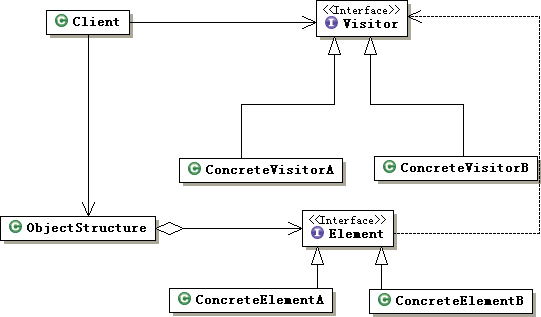 C Client
<<Interface>>
I Visitor
C ConcreteVisitorA
C ConcreteVisitorB
C ObjectStructure
<<Interface>>
I Element
C ConcreteElementA
C ConcreteElementB